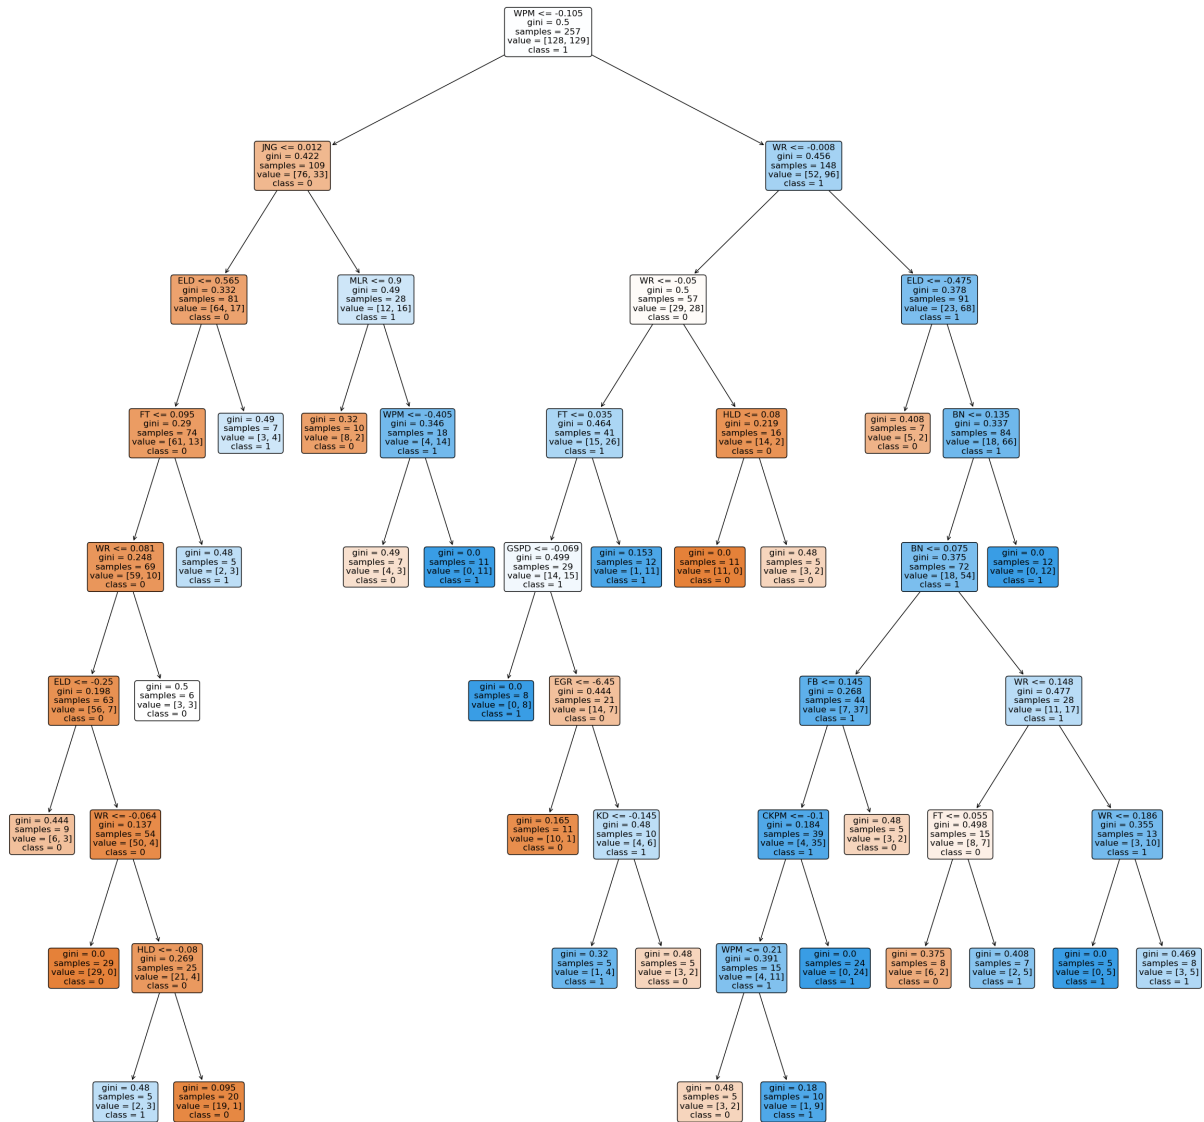 WPM <= -0.105
gini = 0.5
samples = 257
value = [128, 129]
class = 1
JNG <= 0.012
gini = 0.422
samples = 109
value = [76, 33]
class = 0
WR <= -0.008
gini = 0.456
samples = 148
value = [52, 96]
class = 1
ELD <= 0.565
gini = 0.332
samples = 81
value = [64, 17]
class = 0
MLR <= 0.9
gini = 0.49
samples = 28
value = [12, 16]
class = 1
WR <= -0.05
gini = 0.5
samples = 57
value = [29, 28]
class = 0
ELD <= -0.475
gini = 0.378
samples = 91
value = [23, 68]
class = 1
FT <= 0.095
gini = 0.29
samples = 74
value = [61, 13]
class = 0
gini = 0.49
samples = 7
value = [3, 4]
class = 1
gini = 0.32
samples = 10
value = [8, 2]
class = 0
WPM <= -0.405
gini = 0.346
samples = 18
value = [4, 14]
class = 1
FT <= 0.035
gini = 0.464
samples = 41
value = [15, 26]
class = 1
HLD <= 0.08
gini = 0.219
samples = 16
value = [14, 2]
class = 0
gini = 0.408
samples = 7
value = [5, 2]
class = 0
BN <= 0.135
gini = 0.337
samples = 84
value = [18, 66]
class = 1
WR <= 0.081
gini = 0.248
samples = 69
value = [59, 10]
class = 0
gini = 0.48
samples = 5
value = [2, 3]
class = 1
gini = 0.49
samples = 7
value = [4, 3]
class = 0
gini = 0.0
samples = 11
value = [0, 11]
class = 1
GSPD <= -0.069
gini = 0.499
samples = 29
value = [14, 15]
class = 1
gini = 0.153
samples = 12
value = [1, 11]
class = 1
gini = 0.0
samples = 11
value = [11, 0]
class = 0
gini = 0.48
samples = 5
value = [3, 2]
class = 0
BN <= 0.075
gini = 0.375
samples = 72
value = [18, 54]
class = 1
gini = 0.0
samples = 12
value = [0, 12]
class = 1
ELD <= -0.25
gini = 0.198
samples = 63
value = [56, 7]
class = 0
gini = 0.5
samples = 6
value = [3, 3]
class = 0
gini = 0.0
samples = 8
value = [0, 8]
class = 1
EGR <= -6.45
gini = 0.444
samples = 21
value = [14, 7]
class = 0
FB <= 0.145
gini = 0.268
samples = 44
value = [7, 37]
class = 1
WR <= 0.148
gini = 0.477
samples = 28
value = [11, 17]
class = 1
gini = 0.444
samples = 9
value = [6, 3]
class = 0
WR <= -0.064
gini = 0.137
samples = 54
value = [50, 4]
class = 0
gini = 0.165
samples = 11
value = [10, 1]
class = 0
KD <= -0.145
gini = 0.48
samples = 10
value = [4, 6]
class = 1
CKPM <= -0.1
gini = 0.184
samples = 39
value = [4, 35]
class = 1
gini = 0.48
samples = 5
value = [3, 2]
class = 0
FT <= 0.055
gini = 0.498
samples = 15
value = [8, 7]
class = 0
WR <= 0.186
gini = 0.355
samples = 13
value = [3, 10]
class = 1
gini = 0.0
samples = 29
value = [29, 0]
class = 0
HLD <= -0.08
gini = 0.269
samples = 25
value = [21, 4]
class = 0
gini = 0.32
samples = 5
value = [1, 4]
class = 1
gini = 0.48
samples = 5
value = [3, 2]
class = 0
WPM <= 0.21
gini = 0.391
samples = 15
value = [4, 11]
class = 1
gini = 0.0
samples = 24
value = [0, 24]
class = 1
gini = 0.375
samples = 8
value = [6, 2]
class = 0
gini = 0.408
samples = 7
value = [2, 5]
class = 1
gini = 0.0
samples = 5
value = [0, 5]
class = 1
gini = 0.469
samples = 8
value = [3, 5]
class = 1
gini = 0.48
samples = 5
value = [2, 3]
class = 1
gini = 0.095
samples = 20
value = [19, 1]
class = 0
gini = 0.48
samples = 5
value = [3, 2]
class = 0
gini = 0.18
samples = 10
value = [1, 9]
class = 1